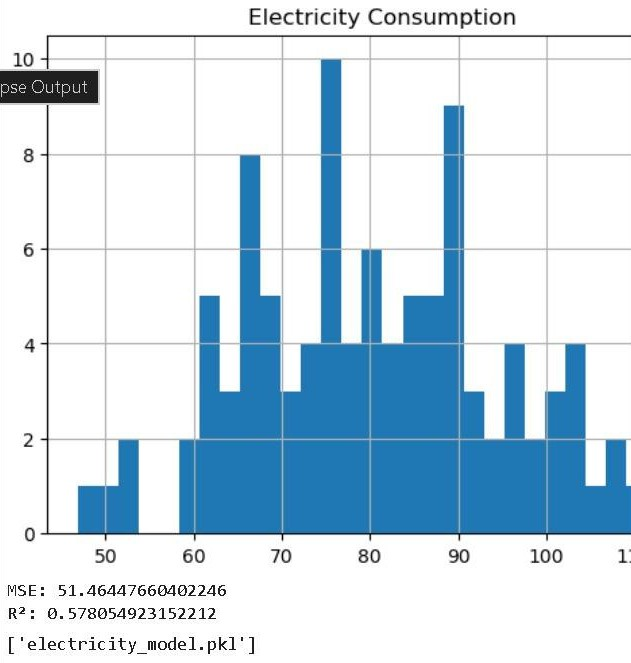 Electricity Consumption
10
pse Output
8
6
4
2
0
50 60 70 80 90 100
MSE: 51.46447660402246
R²: 0.578054923152212
['electricity_model.pkl']